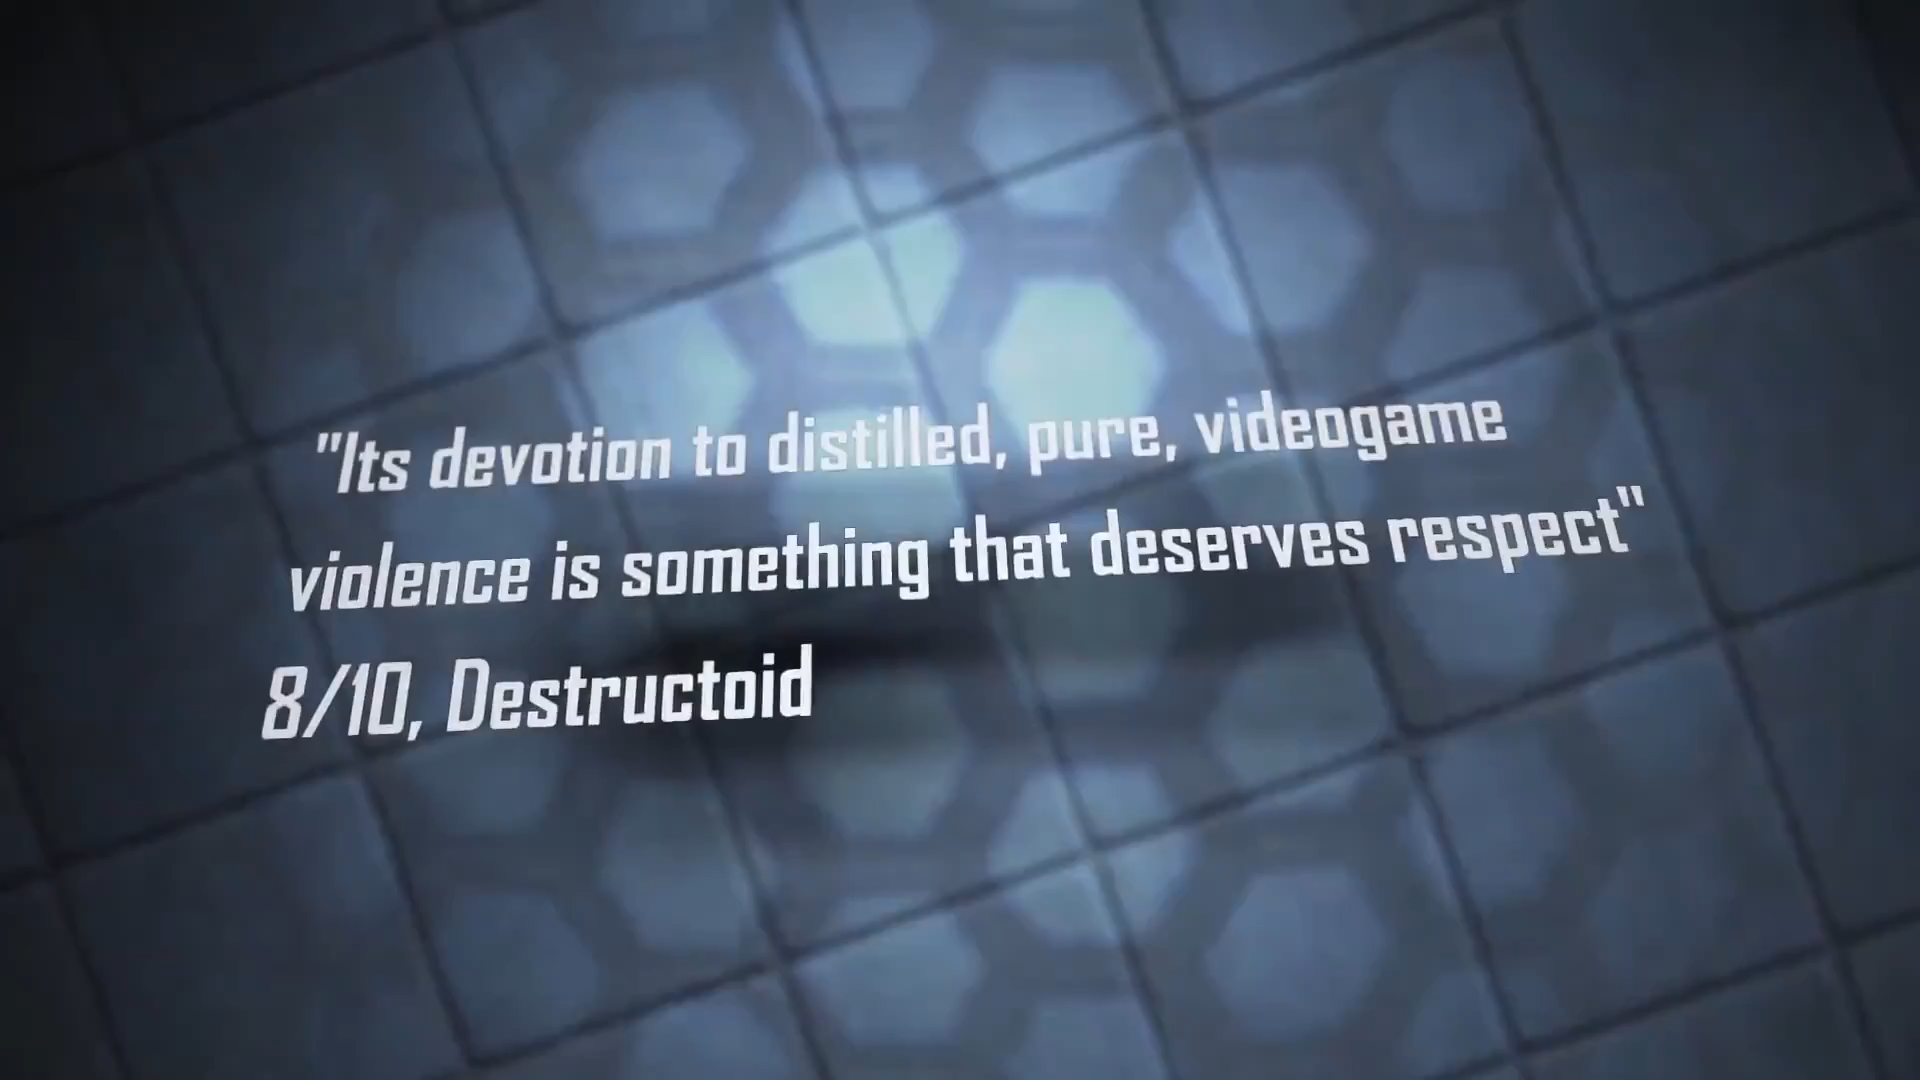 "Its devotion to distilled, pure, videogame
violence is something that deserves respect"
8/10, Destructoid